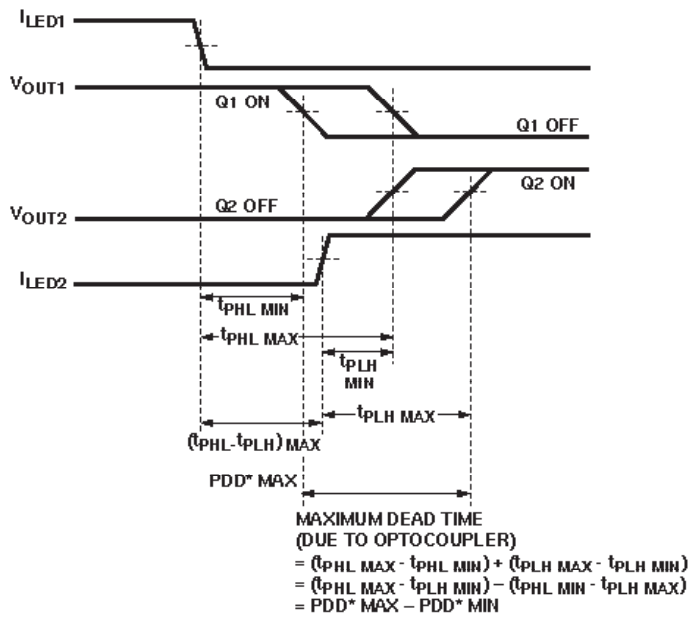 ILED1
VOUT1
Q1 ON
Q1 OFF
Q2 ON
VOUT2
Q2 OFF
ILED2
tPHL MIN
tPHL MAX
tPLH
MIN
tPLH MAX
(tPHL-tPLH) MAX
PDD* MAX
MAXIMUM DEAD TIME
(DUE TO OPTOCOUPLER)
= (tPHL MAX - tPHL MIN) + (tPLH MAX - tPLH MIN)
= (tPHL MAX - tPHL MIN) – (tPHL MIN - tPLH MAX)
= PDD* MAX – PDD* MIN